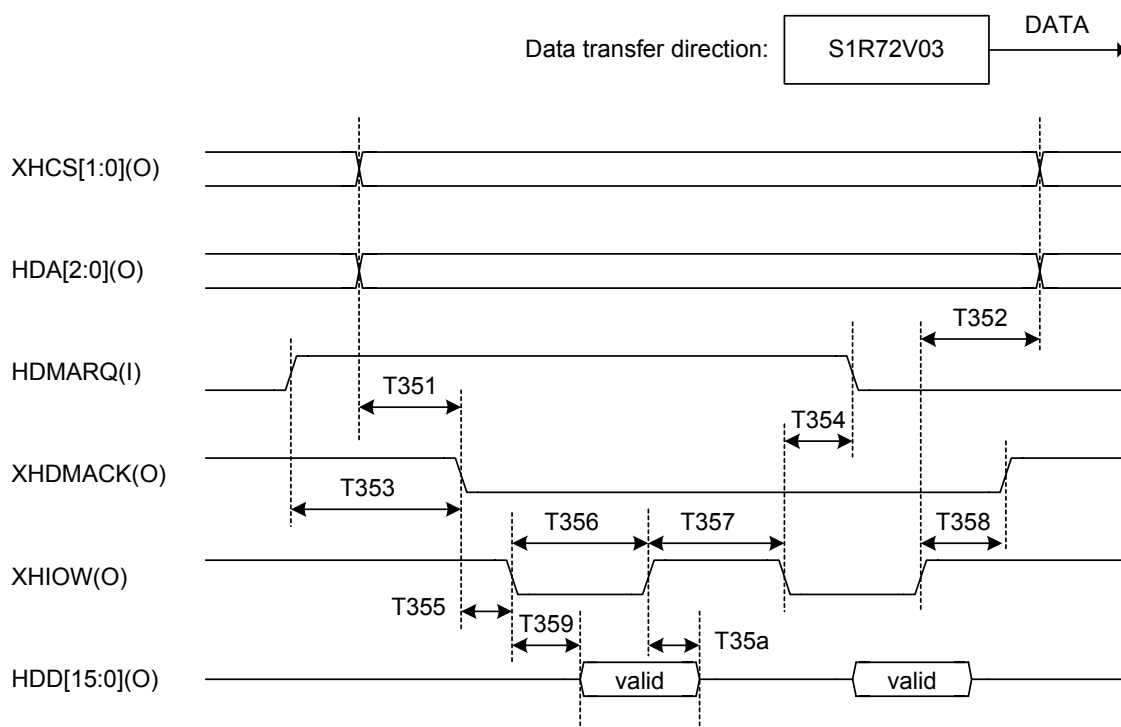 DATA
Data transfer direction: S1R72V03
XHCS[1:0](O)
HDA[2:0](O)
T352
HDMARQ(I)
T351
T354
XHDMACK(O)
T353
T356 T357 T358
XHIOW(O)
T355 T359 T35a
HDD[15:0](O) valid valid